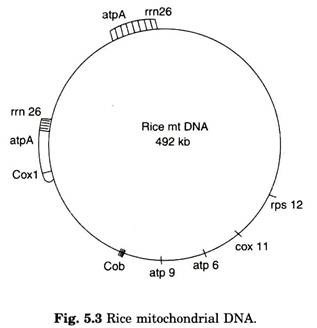 atpA rrn26
rrn 26
atpA
Cox1
Rice mt DNA
492 kb
rps 12
cox 11
atp 6
atp 9
Cob
Fig. 5.3 Rice mitochondrial DNA.